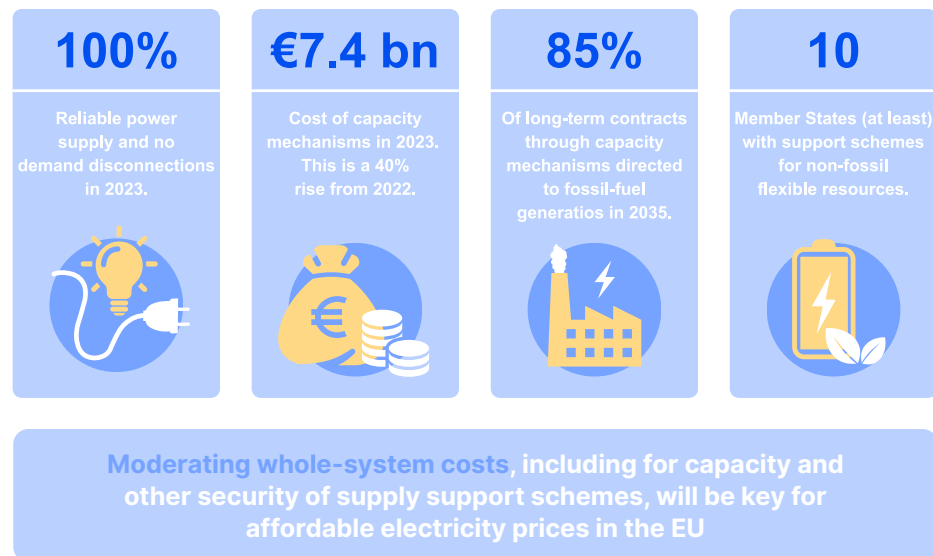 100%
Reliable power
supply and no
demand disconnections
in 2023.
€7.4 bn
Cost of capacity
mechanisms in 2023.
This is a 40%
rise from 2022.
85%
Of long-term contracts
through capacity
mechanisms directed
to fossil-fuel
generatios in 2035.
10
Member States (at least)
with support schemes
for non-fossil
flexible resources.
€
Moderating whole-system costs, including for capacity and
other security of supply support schemes, will be key for
affordable electricity prices in the EU